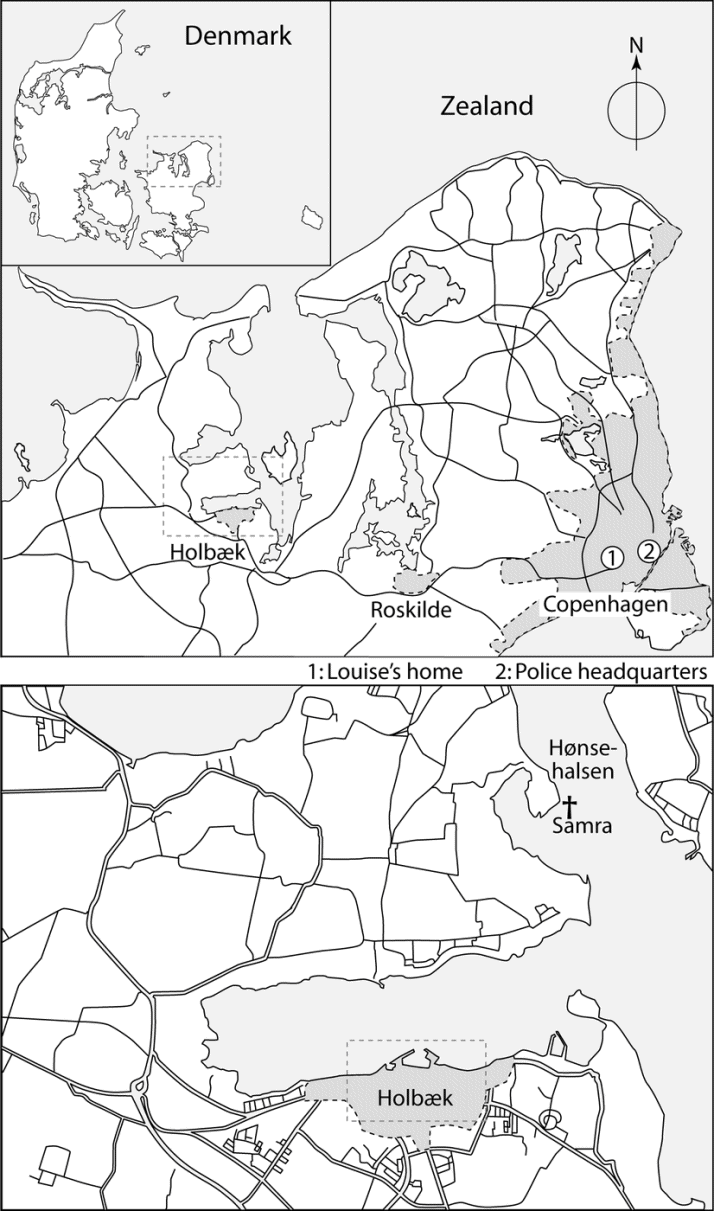 Denmark
N
Zealand
Holbæk
Roskilde
1
2
Copenhagen
1: Louise's home 2: Police headquarters
Hønse-
halsen
Samra
Holbæk